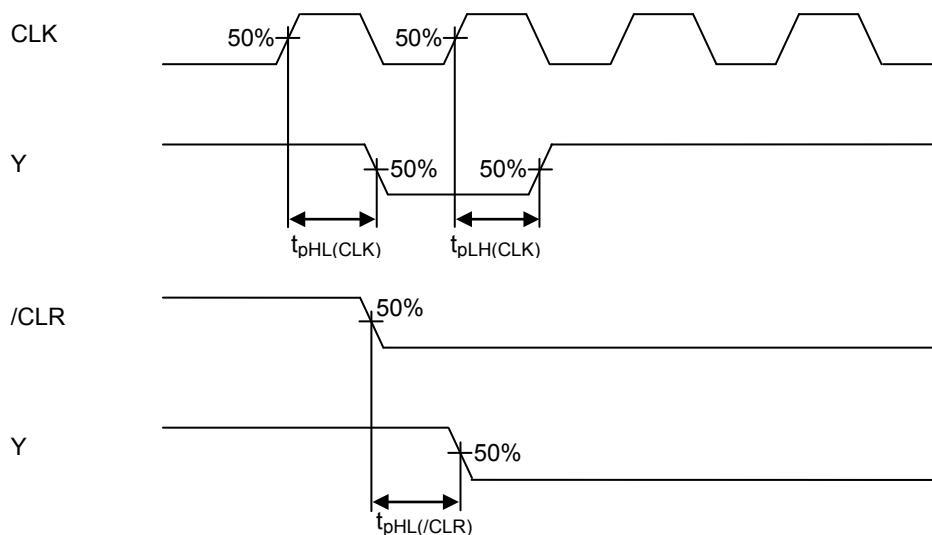 CLK
50%
50%
Y
50%
50%
tpHL(CLK)
tpLH(CLK)
/CLR
50%
Y
50%
tpHL(/CLR)